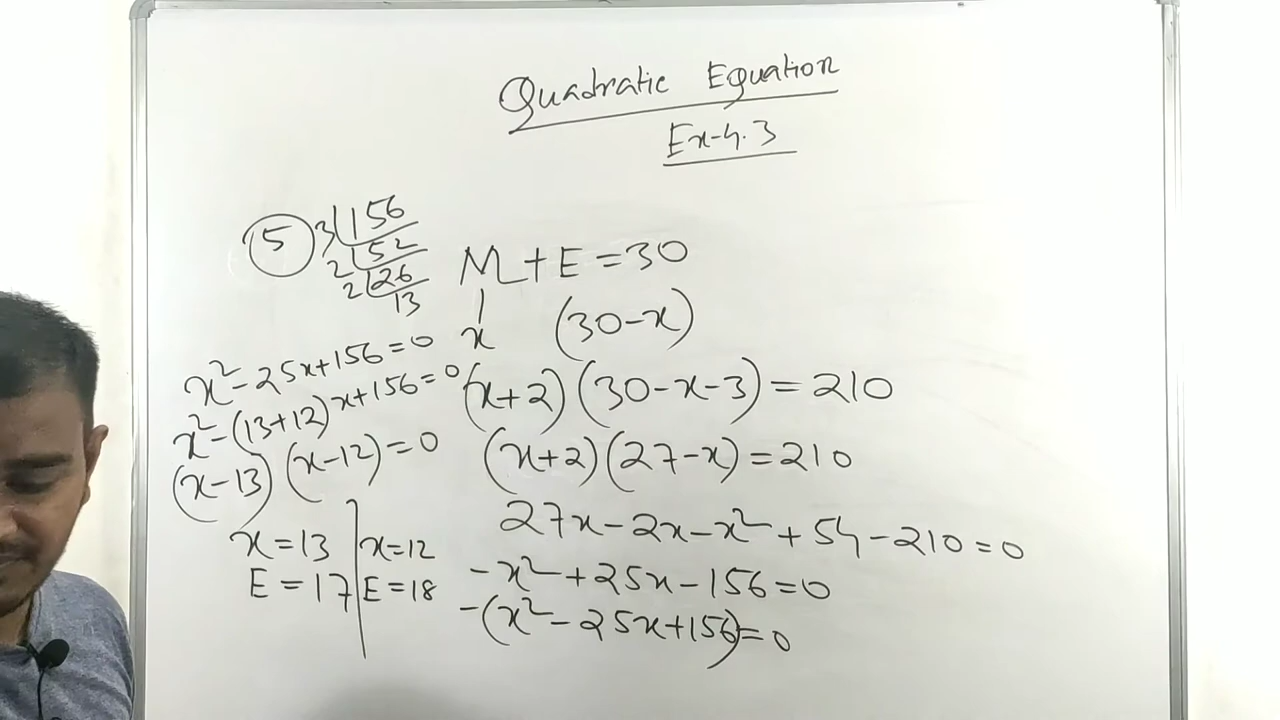 Quadratic Equation
Ex-4.3
5
3 | 156
2 | 52
2 | 26
13
M + E = 30
x (30-x)
(x+2)(30-x-3) = 210
(x+2)(27-x) = 210
27x-2x-x²+54-210=0
-x²+25x-156=0
-(x²-25x+156)=0
x²-25x+156=0
x²-(13+12)x+156=0
(x-13)(x-12)=0
x=13 | x=12
E=17 | E=18